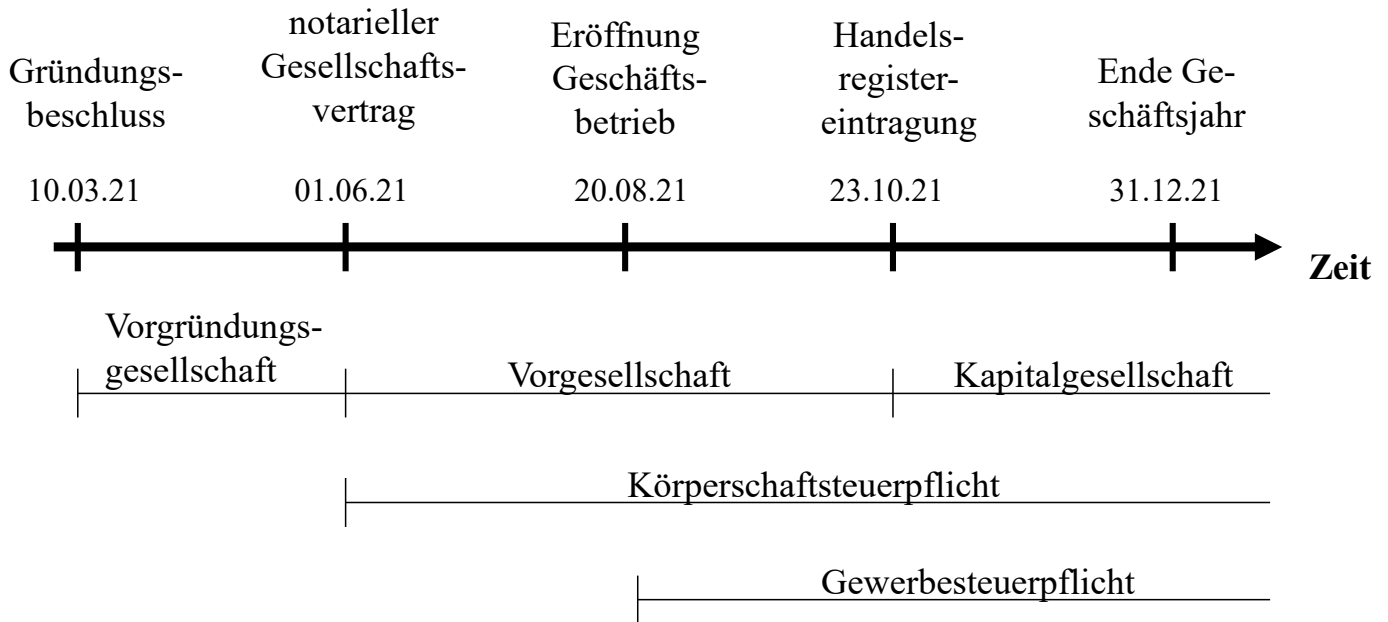 Gründungs-
beschluss
notarieller
Gesellschafts-
vertrag
Eröffnung
Geschäfts-
betrieb
Handels-
register-
eintragung
Ende Ge-
schäftsjahr
10.03.21
01.06.21
20.08.21
23.10.21
31.12.21
Zeit
Vorgründungs-
gesellschaft
Vorgesellschaft
Kapitalgesellschaft
Körperschaftsteuerpflicht
Gewerbesteuerpflicht